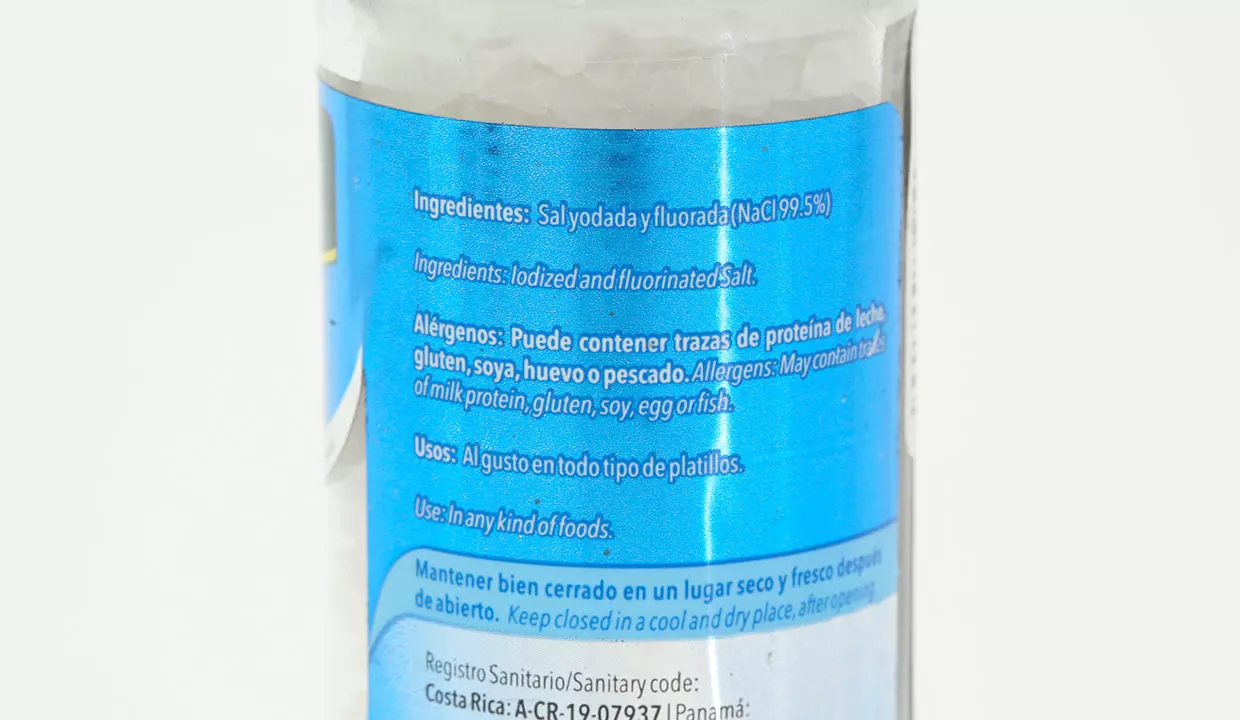 Ingredientes: Sal yodada y fluorada (NaCl 99.5%)
Ingredients: Iodized and fluorinated Salt.
Alérgenos: Puede contener trazas de proteína de leche,
gluten, soya, huevo o pescado. Allergens: May contain traces
of milk protein, gluten, soy, egg or fish.
Usos: Al gusto en todo tipo de platillos.
Use: In any kind of foods.
Mantener bien cerrado en un lugar seco y fresco después
de abierto. Keep closed in a cool and dry place, after opening
Registro Sanitario/Sanitary code:
Costa Rica: A-CR-19-07937 | Panamá: